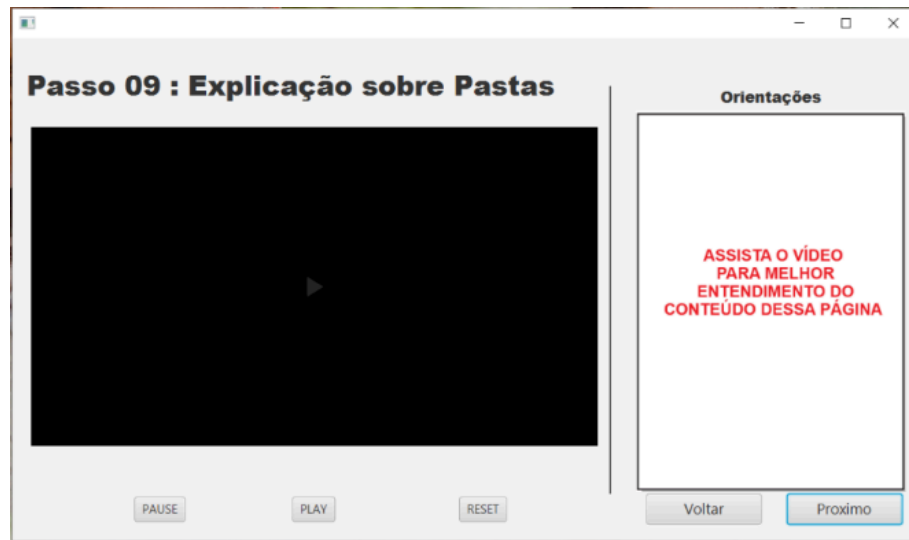 Passo 09 : Explicação sobre Pastas
Orientações
ASSISTA O VÍDEO
PARA MELHOR
ENTENDIMENTO DO
CONTEÚDO DESSA PÁGINA
PAUSE
PLAY
RESET
Voltar
Proximo